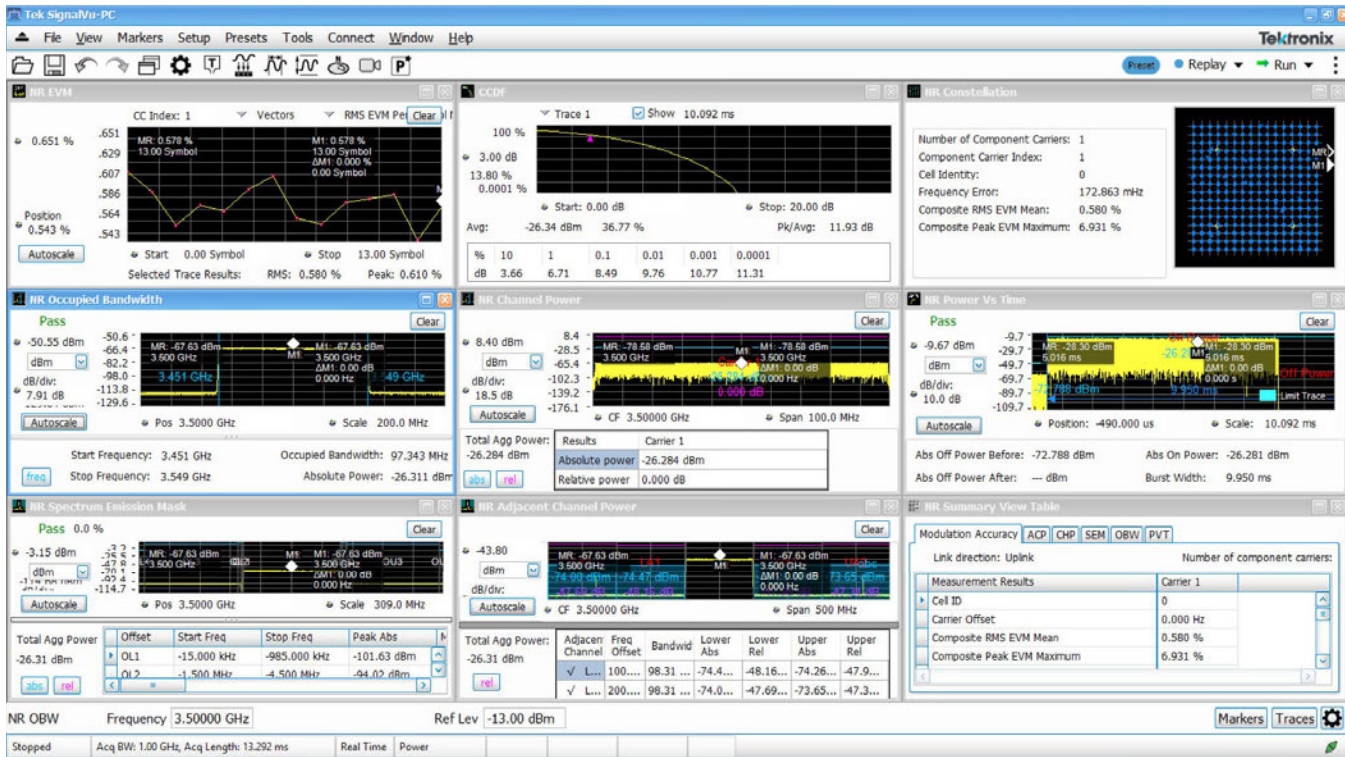 Tek SignalVu-PC
File View Markers Setup Presets Tools Connect Window Help
Tektronix
Preset Replay Run
NR EVM
CC Index: 1 Vectors RMS EVM Clear
0.651 %
.651
.629
.607
.586
.564
.543
MR: 0.578 %
13.00 Symbol
M1: 0.578 %
13.00 Symbol
ΔM1: 0.000 %
0.00 Symbol
Position
0.543 %
Autoscale
Start 0.00 Symbol Stop 13.00 Symbol
Selected Trace Results: RMS: 0.580 % Peak: 0.610 %
CCDF
Trace 1 Show 10.092 ms
100 %
3.00 dB
13.80 %
0.0001 %
Start: 0.00 dB Stop: 20.00 dB
Avg: -26.34 dBm 36.77 % Pk/Avg: 11.93 dB
% 10 1 0.1 0.01 0.001 0.0001
dB 3.66 6.71 8.49 9.76 10.77 11.31
NR Constellation
Number of Component Carriers: 1
Component Carrier Index: 1
Cell Identity: 0
Frequency Error: 172.863 mHz
Composite RMS EVM Mean: 0.580 %
Composite Peak EVM Maximum: 6.931 %
MR
M1
NR Occupied Bandwidth
Pass
Clear
-50.55 dBm
dBm
dB/div:
7.91 dB
Autoscale
-50.6
-66.4
-82.2
-98.0
-113.8
-129.6
MR: -67.63 dBm
3.500 GHz
M1
M1: -67.63 dBm
3.500 GHz
ΔM1: 0.00 dB
0.000 Hz
3.451 GHz
49 GHz
Pos 3.5000 GHz Scale 200.0 MHz
Start Frequency: 3.451 GHz Occupied Bandwidth: 97.343 MHz
freq Stop Frequency: 3.549 GHz Absolute Power: -26.311 dBm
NR Channel Power
Clear
8.40 dBm
dBm
dB/div:
18.5 dB
Autoscale
8.4
-28.5
-65.4
-102.3
-139.2
-176.1
MR: -78.58 dBm
3.500 GHz
M1
M1: -78.58 dBm
3.500 GHz
ΔM1: 0.00 dB
0.000 Hz
0.000 dB
CF 3.50000 GHz Span 100.0 MHz
Total Agg Power:
-26.284 dBm
abs rel
Results Carrier 1
Absolute power -26.284 dBm
Relative power 0.000 dB
NR Power Vs Time
Pass
Clear
-9.67 dBm
dBm
dB/div:
10.0 dB
Autoscale
-9.7
-29.7
-49.7
-69.7
-89.7
-109.7
MR: -28.30 dBm
5.016 ms
M1
M1: -28.30 dBm
5.016 ms
ΔM1: 0.00 dB
0.000 s
Off Power
-72.788 dBm
9.950 ms
Limit Trace
Position: -490.000 us Scale: 10.092 ms
Abs Off Power Before: -72.788 dBm Abs On Power: -26.281 dBm
Abs Off Power After: --- dBm Burst Width: 9.950 ms
NR Spectrum Emission Mask
Pass 0.0 %
Clear
-3.15 dBm
dBm
Autoscale
-114.7
MR: -67.63 dBm
3.500 GHz
M1: -67.63 dBm
3.500 GHz
ΔM1: 0.00 dB
0.000 Hz
OU3
Pos 3.5000 GHz Scale 309.0 MHz
Total Agg Power
-26.31 dBm
abs rel
Offset Start Freq Stop Freq Peak Abs
OL1 -15.000 kHz -985.000 kHz -101.63 dBm
OL2 -1.500 MHz -4.500 MHz -94.02 dBm
NR Adjacent Channel Power
Clear
-43.80
dBm
dB/div:
Autoscale
MR: -67.63 dBm
3.500 GHz
M1
M1: -67.63 dBm
3.500 GHz
ΔM1: 0.00 dB
0.000 Hz
-74.00 dBm -74.47 dBm
73.65 dBm
CF 3.50000 GHz Span 500 MHz
Total Agg Power:
-26.31 dBm
rel
Adjacen Channel Freq Offset Bandwid Lower Abs Lower Rel Upper Abs Upper Rel
√ L... 100.... 98.31 ... -74.4... -48.16... -74.26... -47.9...
√ L... 200.... 98.31 ... -74.0... -47.69... -73.65... -47.3...
NR Summary View Table
Modulation Accuracy ACP CHP SEM OBW PVT
Link direction: Uplink Number of component carriers:
Measurement Results Carrier 1
Cell ID 0
Carrier Offset 0.000 Hz
Composite RMS EVM Mean 0.580 %
Composite Peak EVM Maximum 6.931 %
NR OBW Frequency 3.50000 GHz Ref Lev -13.00 dBm Markers Traces
Stopped Acq BW: 1.00 GHz, Acq Length: 13.292 ms Real Time Power